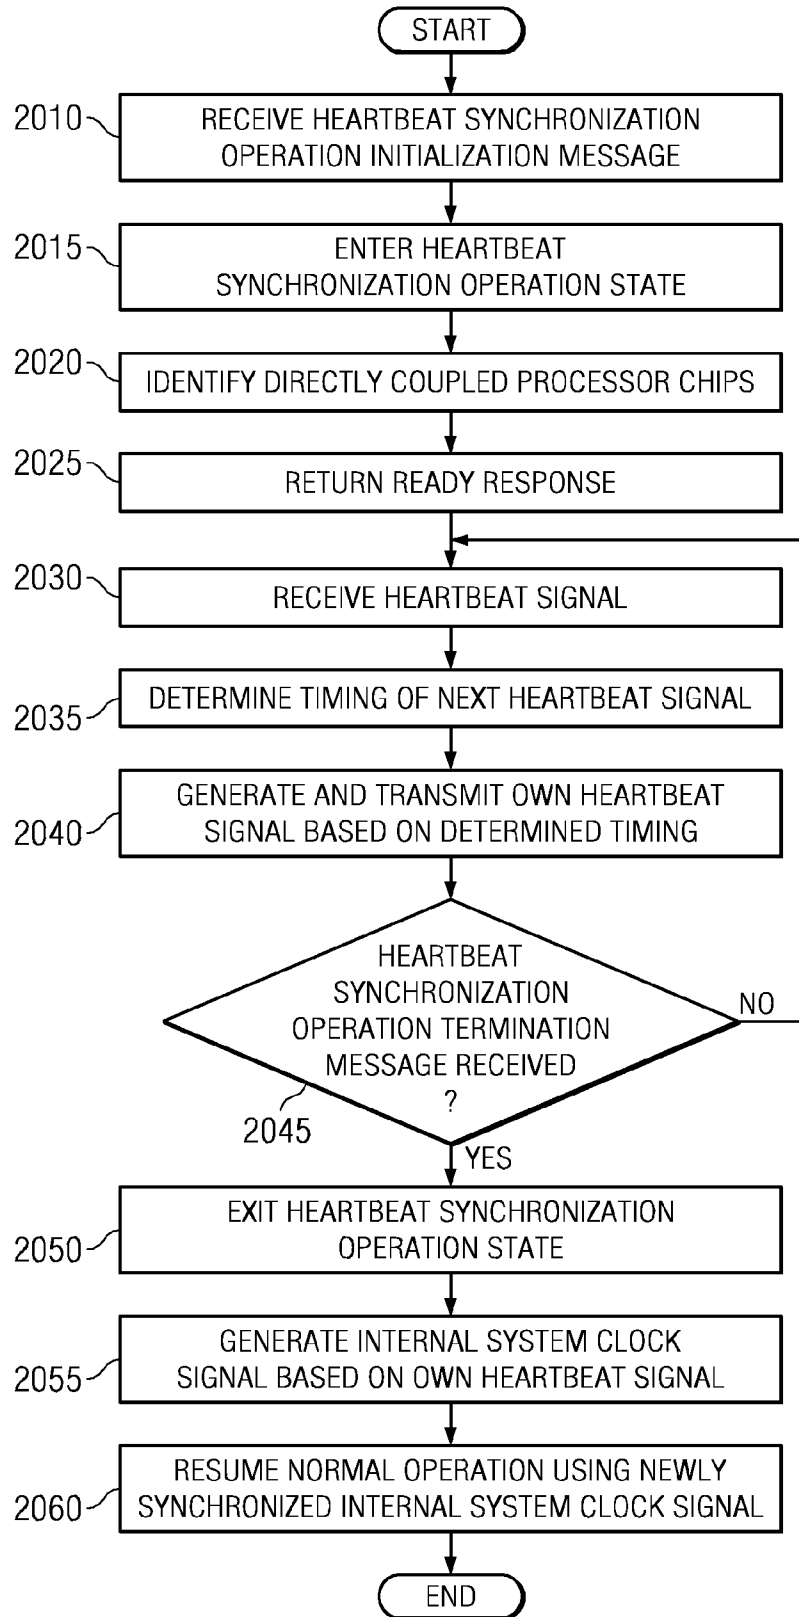 START
2010
RECEIVE HEARTBEAT SYNCHRONIZATION
OPERATION INITIALIZATION MESSAGE
2015
ENTER HEARTBEAT
SYNCHRONIZATION OPERATION STATE
2020
IDENTIFY DIRECTLY COUPLED PROCESSOR CHIPS
2025
RETURN READY RESPONSE
2030
RECEIVE HEARTBEAT SIGNAL
2035
DETERMINE TIMING OF NEXT HEARTBEAT SIGNAL
2040
GENERATE AND TRANSMIT OWN HEARTBEAT
SIGNAL BASED ON DETERMINED TIMING
HEARTBEAT
SYNCHRONIZATION
OPERATION TERMINATION
MESSAGE RECEIVED
?
NO
2045
YES
2050
EXIT HEARTBEAT SYNCHRONIZATION
OPERATION STATE
2055
GENERATE INTERNAL SYSTEM CLOCK
SIGNAL BASED ON OWN HEARTBEAT SIGNAL
2060
RESUME NORMAL OPERATION USING NEWLY
SYNCHRONIZED INTERNAL SYSTEM CLOCK SIGNAL
END